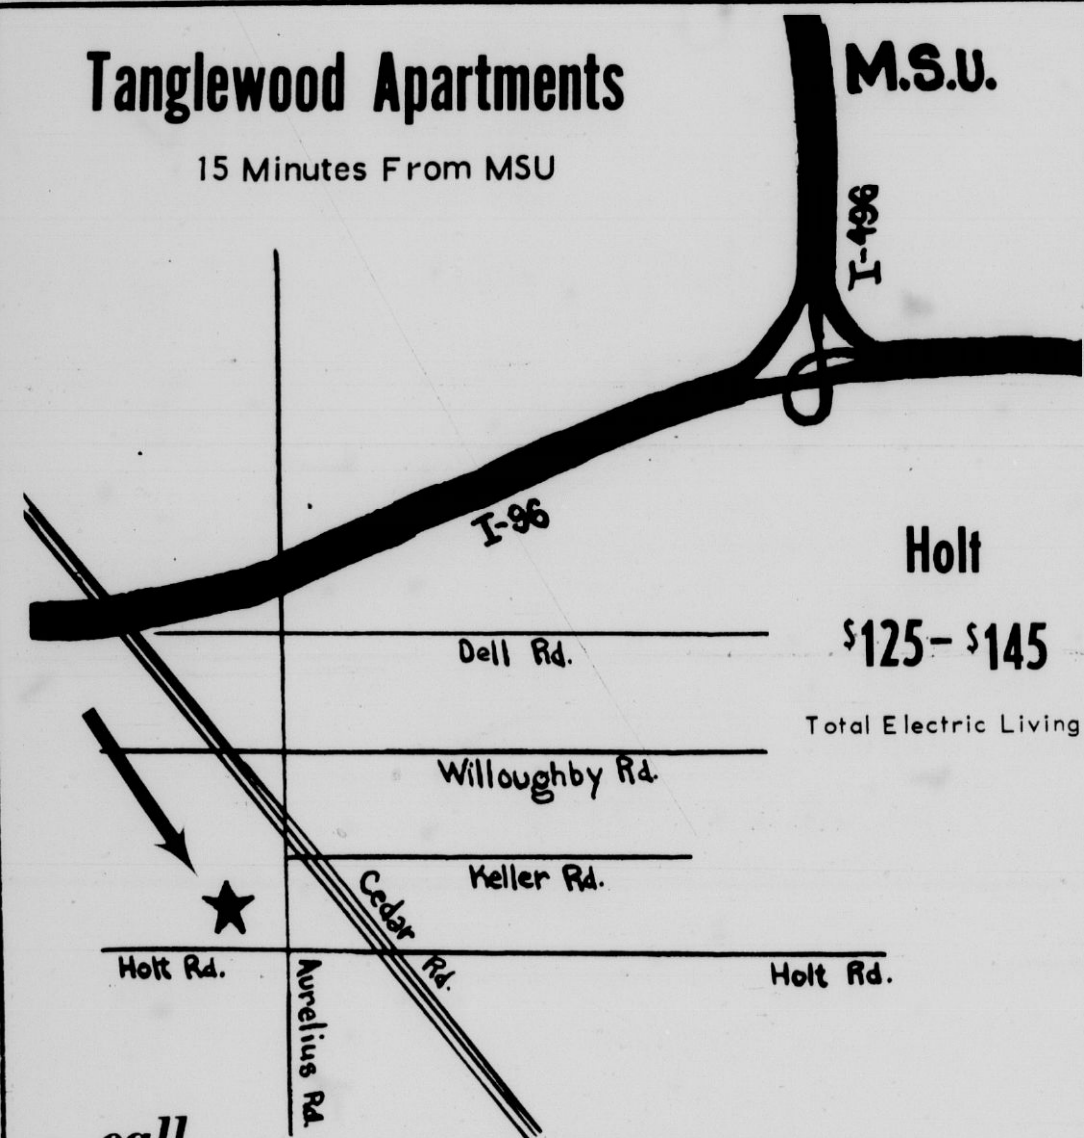 Tanglewood Apartments
15 Minutes From MSU
M.S.U.
I-496
I-96
Holt
$125 - $145
Total Electric Living
Dell Rd.
Willoughby Rd.
Keller Rd.
Cedar Rd.
Holt Rd.
Holt Rd.
Aurelius Rd.
call